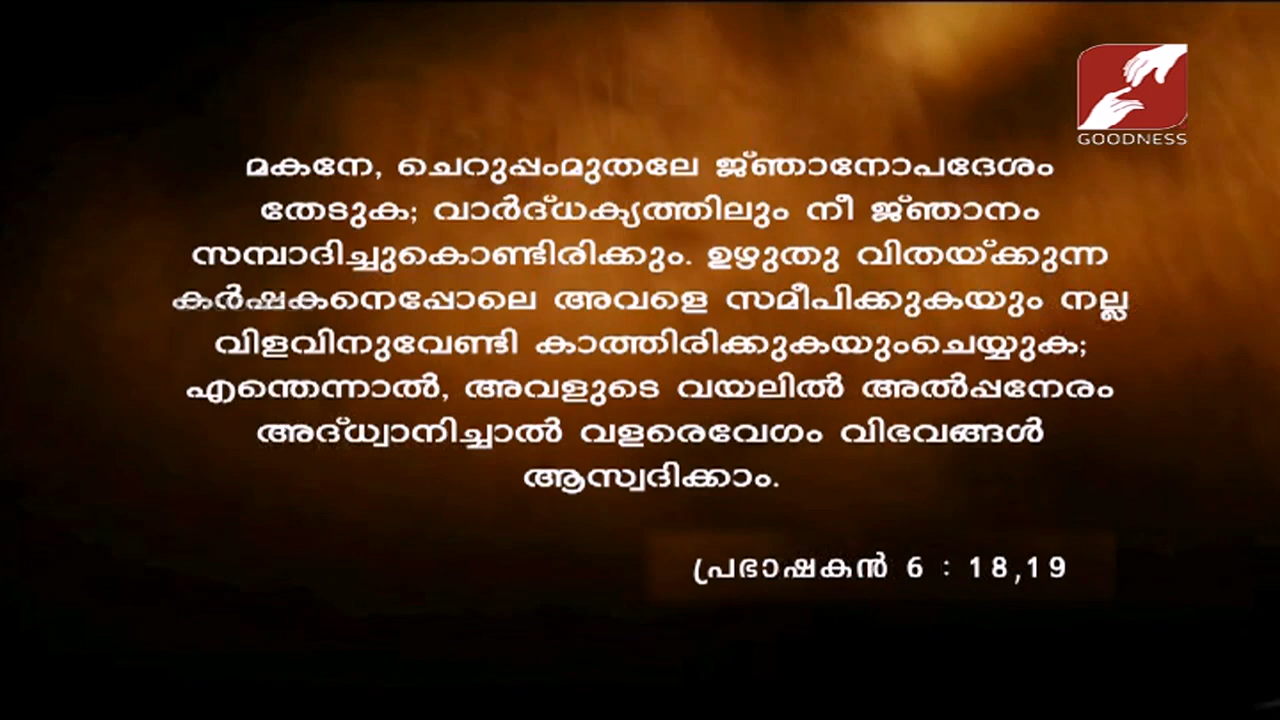 GOODNESS
മകനേ, ചെറുപ്പംമുതലേ ജ്ഞാനോപദേശം
തേടുക; വാർദ്ധക്യത്തിലും നീ ജ്ഞാനം
സമ്പാദിച്ചുകൊണ്ടിരിക്കും. ഉഴുതു വിതയ്ക്കുന്ന
കർഷകനെപ്പോലെ അവളെ സമീപിക്കുകയും നല്ല
വിളവിനുവേണ്ടി കാത്തിരിക്കുകയുംചെയ്യുക;
എന്തെന്നാൽ, അവളുടെ വയലിൽ അൽപ്പനേരം
അദ്ധ്വാനിച്ചാൽ വളരെവേഗം വിഭവങ്ങൾ
ആസ്വദിക്കാം.
പ്രഭാഷകൻ 6 : 18,19